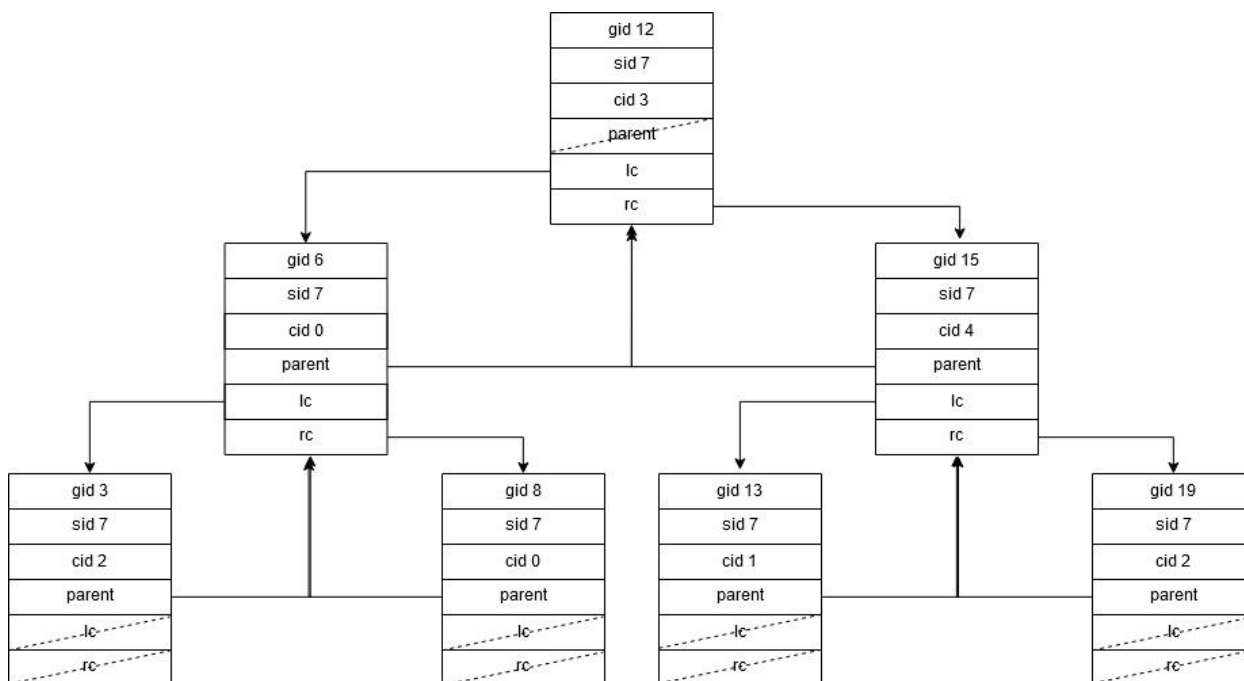 gid 12
sid 7
cid 3
parent
lc
rc
gid 6
sid 7
cid 0
parent
lc
rc
gid 15
sid 7
cid 4
parent
lc
rc
gid 3
sid 7
cid 2
parent
lc
rc
gid 8
sid 7
cid 0
parent
lc
rc
gid 13
sid 7
cid 1
parent
lc
rc
gid 19
sid 7
cid 2
parent
lc
rc